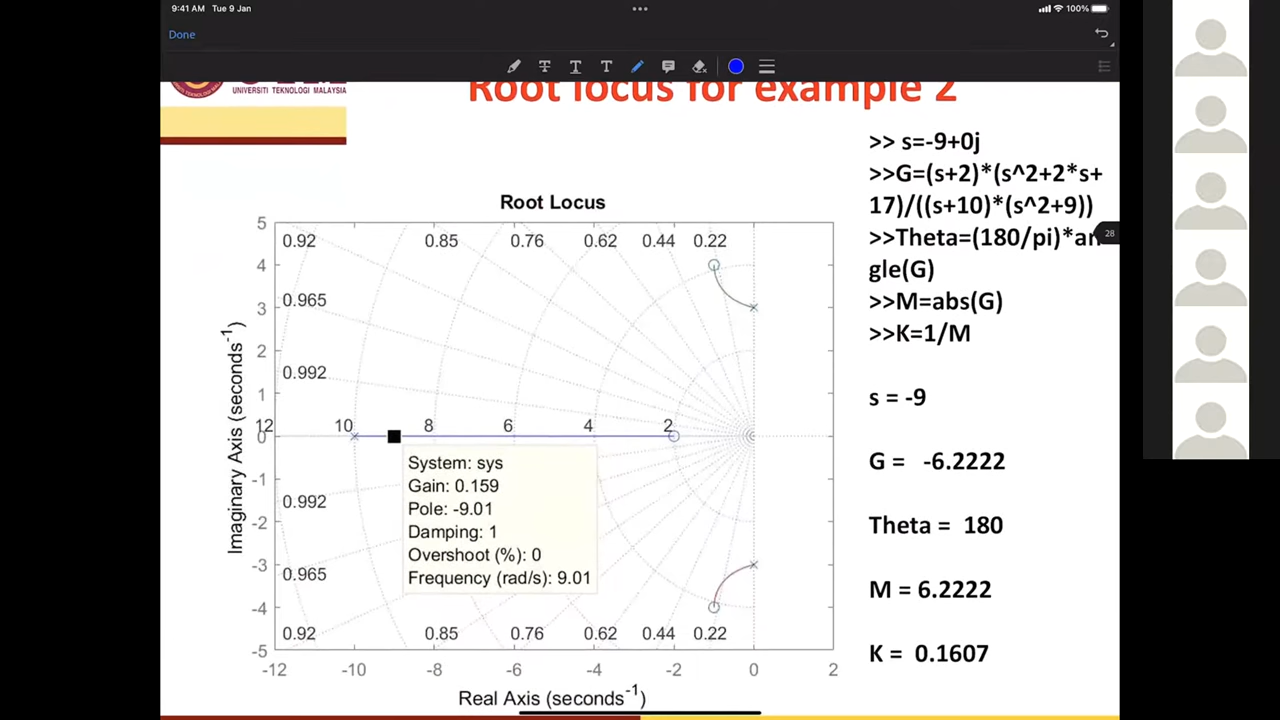 9:41 AM Tue 9 Jan
100%
Done
UNIVERSITI TEKNOLOGI MALAYSIA
Root locus for example 2
>> s=-9+0j
>>G=(s+2)*(s^2+2*s+
17)/((s+10)*(s^2+9))
>>Theta=(180/pi)*an
gle(G)
>>M=abs(G)
>>K=1/M
s = -9
G = -6.2222
Theta = 180
M = 6.2222
K = 0.1607
28
Root Locus
Imaginary Axis (seconds-1)
5
4
3
2
1
0
-1
-2
-3
-4
-5
0.92 0.85 0.76 0.62 0.44 0.22
0.965
0.992
12 10 8 6 4 2
System: sys
Gain: 0.159
Pole: -9.01
Damping: 1
Overshoot (%): 0
Frequency (rad/s): 9.01
0.992
0.965
0.92 0.85 0.76 0.62 0.44 0.22
-12 -10 -8 -6 -4 -2 0 2
Real Axis (seconds-1)